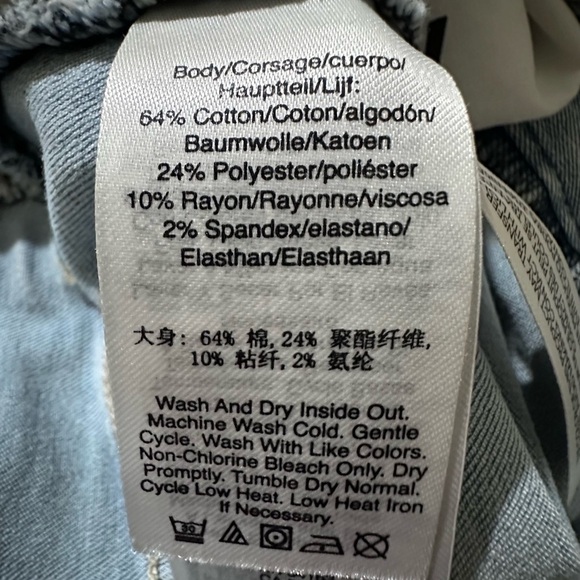 Body/Corsage/cuerpo/
Hauptteil/Lijf:
64% Cotton/Coton/algodón/
Baumwolle/Katoen
24% Polyester/poliéster
10% Rayon/Rayonne/viscosa
2% Spandex/elastano/
Elasthan/Elasthaan
大身: 64% 棉, 24% 聚酯纤维,
10% 粘纤, 2% 氨纶
Wash And Dry Inside Out.
Machine Wash Cold. Gentle
Cycle. Wash With Like Colors.
Non-Chlorine Bleach Only. Dry
Promptly. Tumble Dry Normal.
Cycle Low Heat. Low Heat Iron
If Necessary.
30